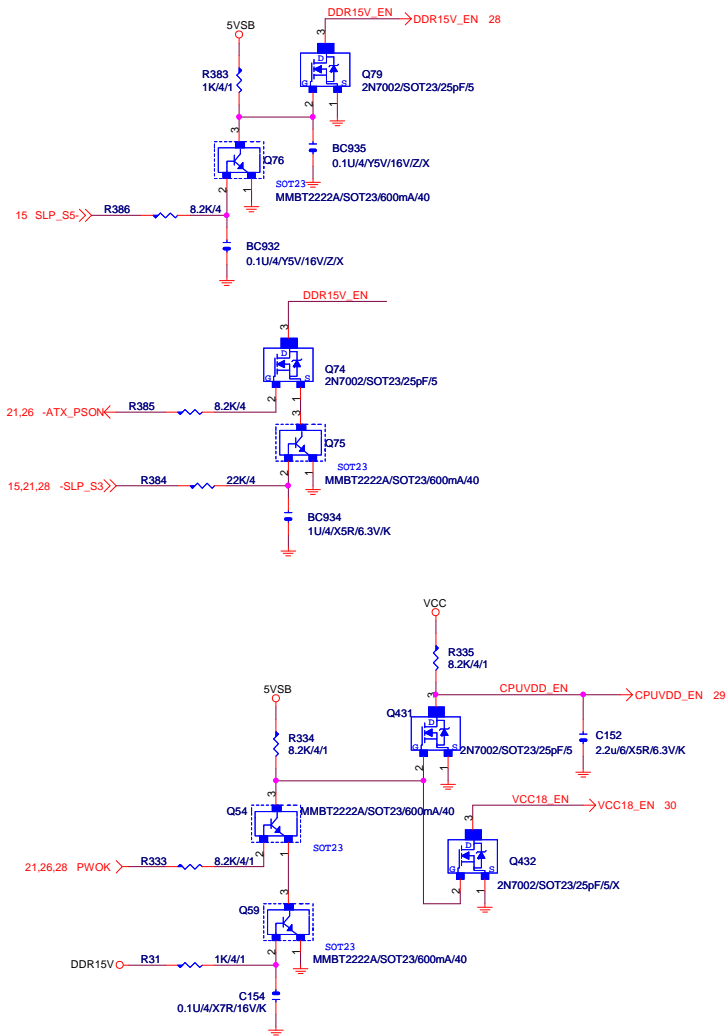 DDR15V_EN
DDR15V_EN 28
5VSB
3
D
G
S
2
1
Q79
2N7002/SOT23/25pF/5
R383
1K/4/1
3
Q76
SOT23
MMBT2222A/SOT23/600mA/40
2
1
BC935
0.1U/4/Y5V/16V/Z/X
15 SLP_S5-
R386
8.2K/4
BC932
0.1U/4/Y5V/16V/Z/X
DDR15V_EN
3
D
G
S
Q74
2N7002/SOT23/25pF/5
2
1
21,26 -ATX_PSON
R385
8.2K/4
3
Q75
SOT23
MMBT2222A/SOT23/600mA/40
2
1
15,21,28 -SLP_S3
R384
22K/4
BC934
1U/4/X5R/6.3V/K
VCC
R335
8.2K/4/1
5VSB
CPUVDD_EN
CPUVDD_EN 29
3
Q431
D
G
S
2N7002/SOT23/25pF/5
2
1
R334
8.2K/4/1
C152
2.2u/6/X5R/6.3V/K
3
Q54
MMBT2222A/SOT23/600mA/40
SOT23
2
1
VCC18_EN
VCC18_EN 30
3
D
G
S
Q432
2N7002/SOT23/25pF/5/X
2
1
21,26,28 PWOK
R333
8.2K/4/1
3
Q59
SOT23
MMBT2222A/SOT23/600mA/40
2
1
DDR15V
R31
1K/4/1
C154
0.1U/4/X7R/16V/K